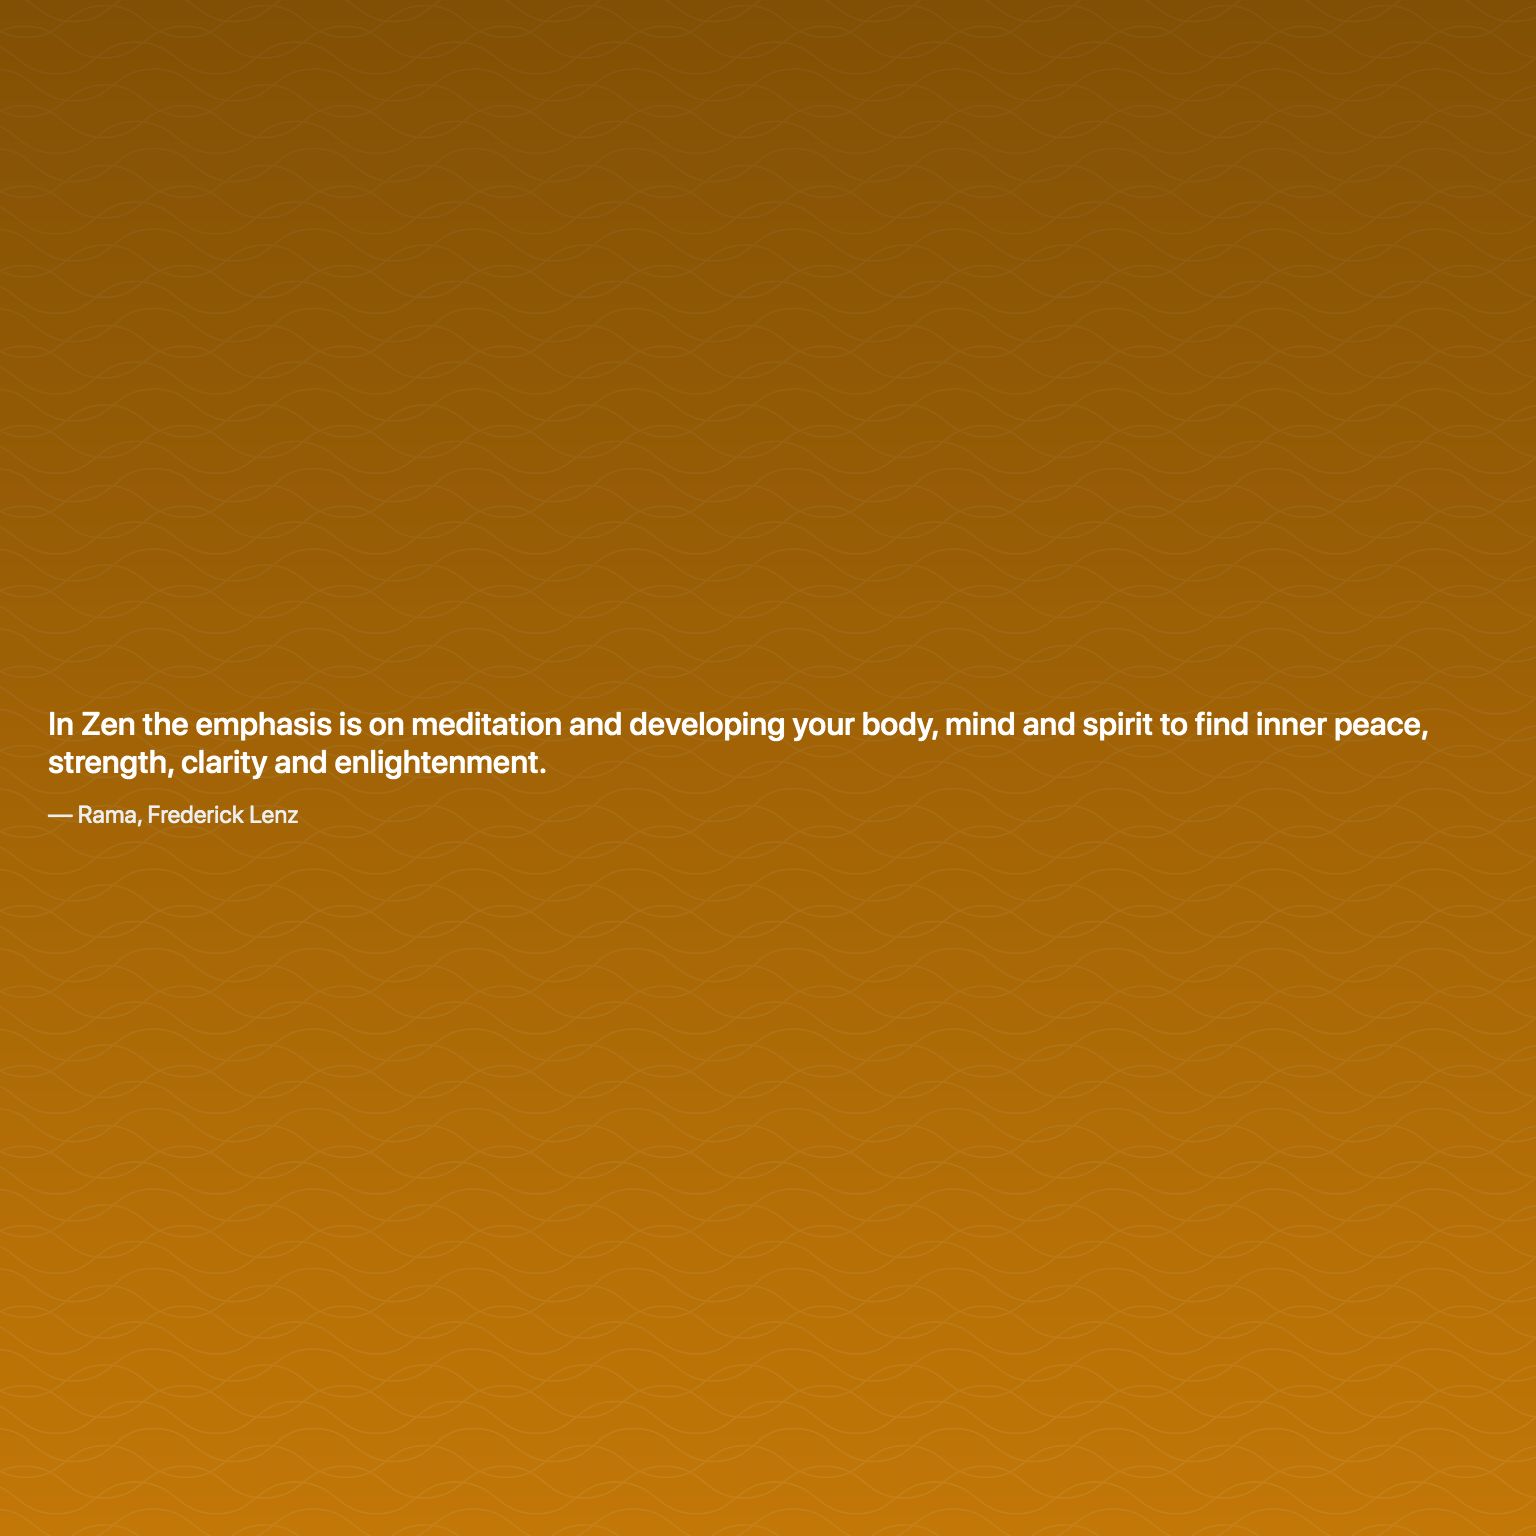 In Zen the emphasis is on meditation and developing your body, mind and spirit to find inner peace,
strength, clarity and enlightenment.
— Rama, Frederick Lenz